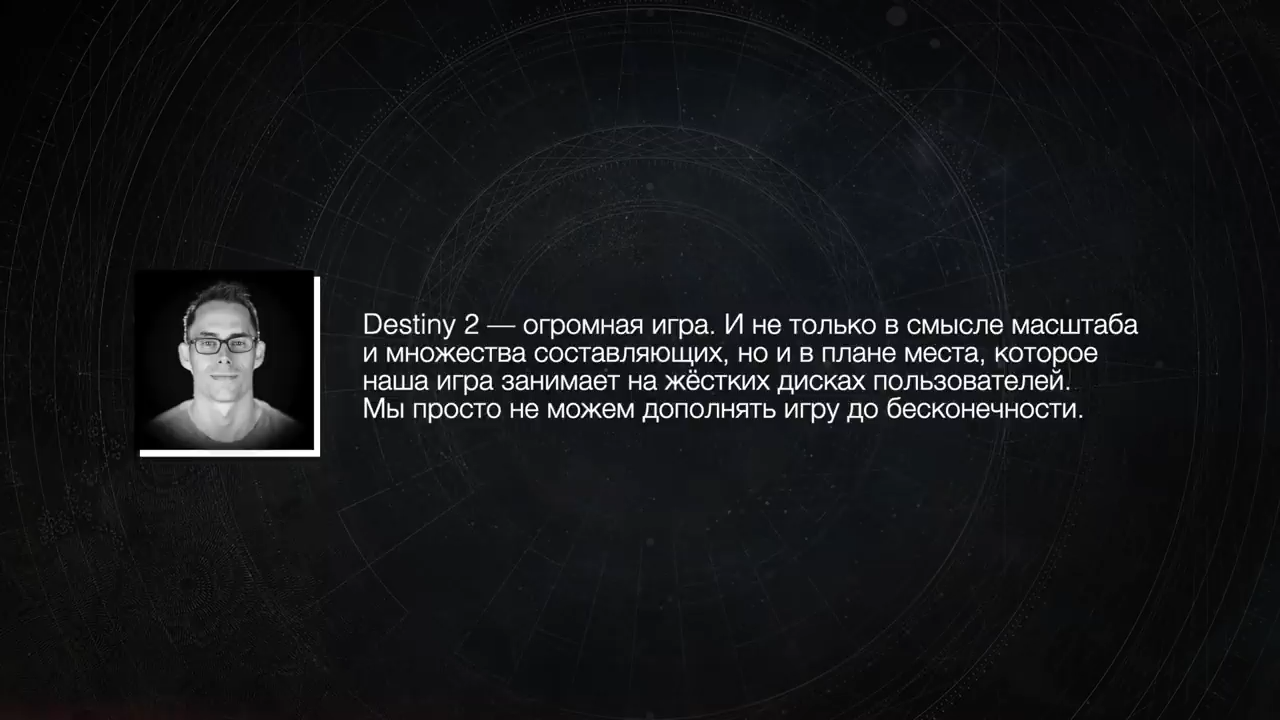 Destiny 2 — огромная игра. И не только в смысле масштаба
и множества составляющих, но и в плане места, которое
наша игра занимает на жёстких дисках пользователей.
Мы просто не можем дополнять игру до бесконечности.